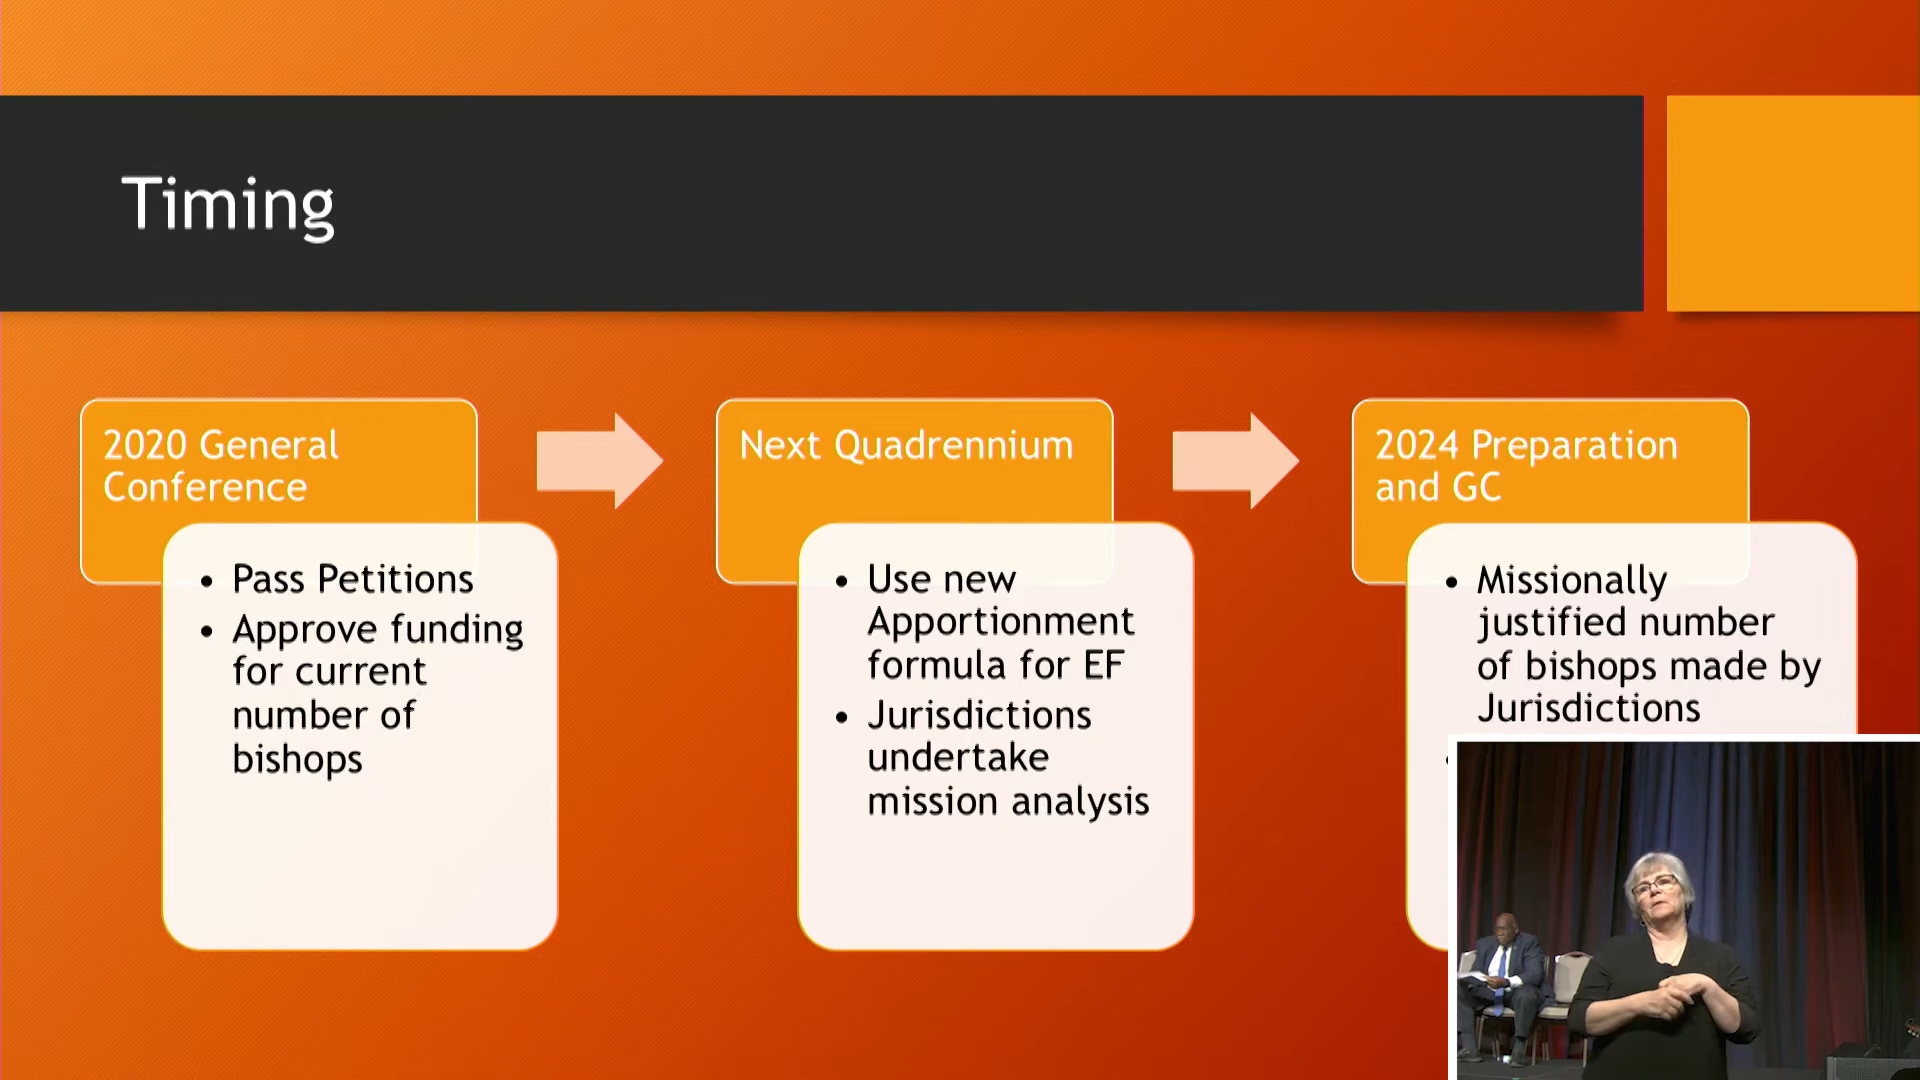 Timing
2020 General
Conference
• Pass Petitions
• Approve funding
for current
number of
bishops
Next Quadrennium
• Use new
Apportionment
formula for EF
• Jurisdictions
undertake
mission analysis
2024 Preparation
and GC
• Missionally
justified number
of bishops made by
Jurisdictions